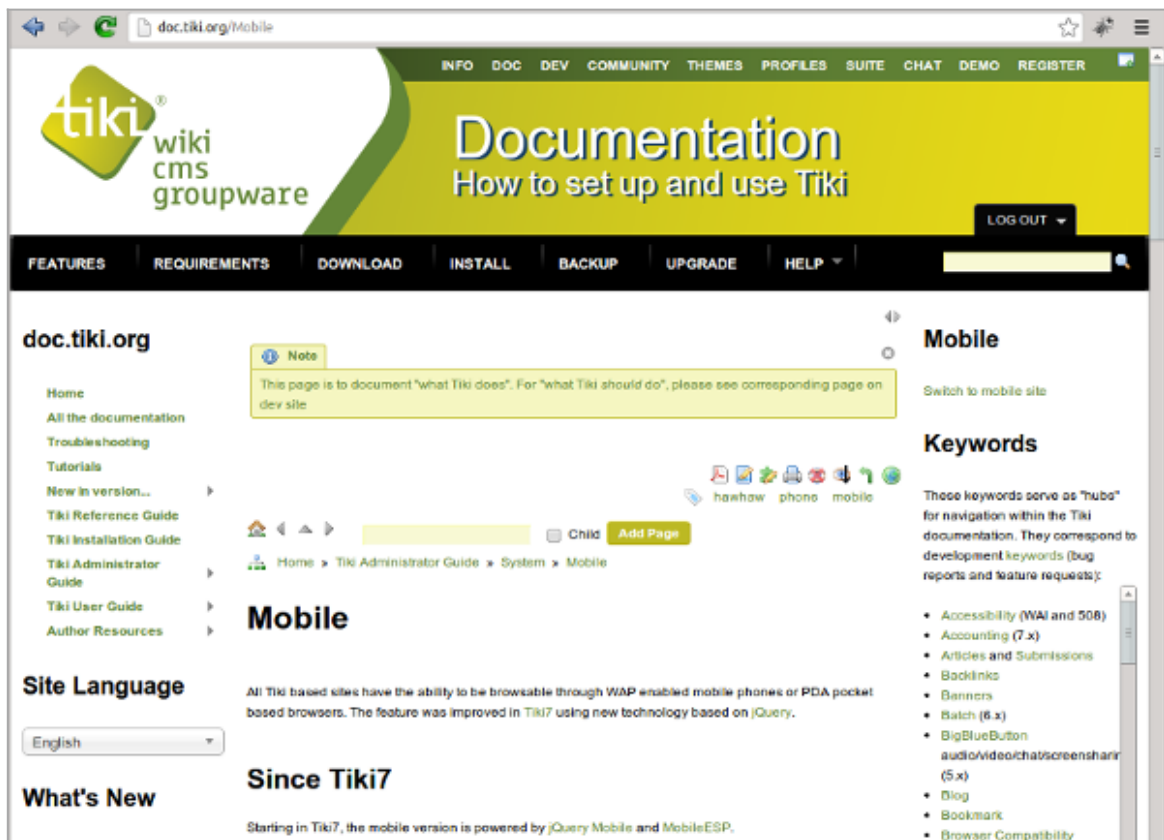 doc.tiki.org/Mobile
INFO DOC DEV COMMUNITY THEMES PROFILES SUITE CHAT DEMO REGISTER
tiki®
wiki
cms
groupware
Documentation
How to set up and use Tiki
LOG OUT
FEATURES REQUIREMENTS DOWNLOAD INSTALL BACKUP UPGRADE HELP
doc.tiki.org
Home
All the documentation
Troubleshooting
Tutorials
New in version...
Tiki Reference Guide
Tiki Installation Guide
Tiki Administrator
Guide
Tiki User Guide
Author Resources
Site Language
English
What's New
Note
This page is to document "what Tiki does". For "what Tiki should do", please see corresponding page on
dev site
hawhaw phono mobile
Child Add Page
Home » Tiki Administrator Guide » System » Mobile
Mobile
All Tiki based sites have the ability to be browsable through WAP enabled mobile phones or PDA pocket
based browsers. The feature was improved in Tiki7 using new technology based on jQuery.
Since Tiki7
Starting in Tiki7, the mobile version is powered by jQuery Mobile and MobileESP.
Mobile
Switch to mobile site
Keywords
These keywords serve as "hubs"
for navigation within the Tiki
documentation. They correspond to
development keywords (bug
reports and feature requests):
• Accessibility (WAI and 508)
• Accounting (7.x)
• Articles and Submissions
• Backlinks
• Banners
• Batch (6.x)
• BigBlueButton
audio/video/chat/screensharin
(5.x)
• Blog
• Bookmark
• Browser Compatibility